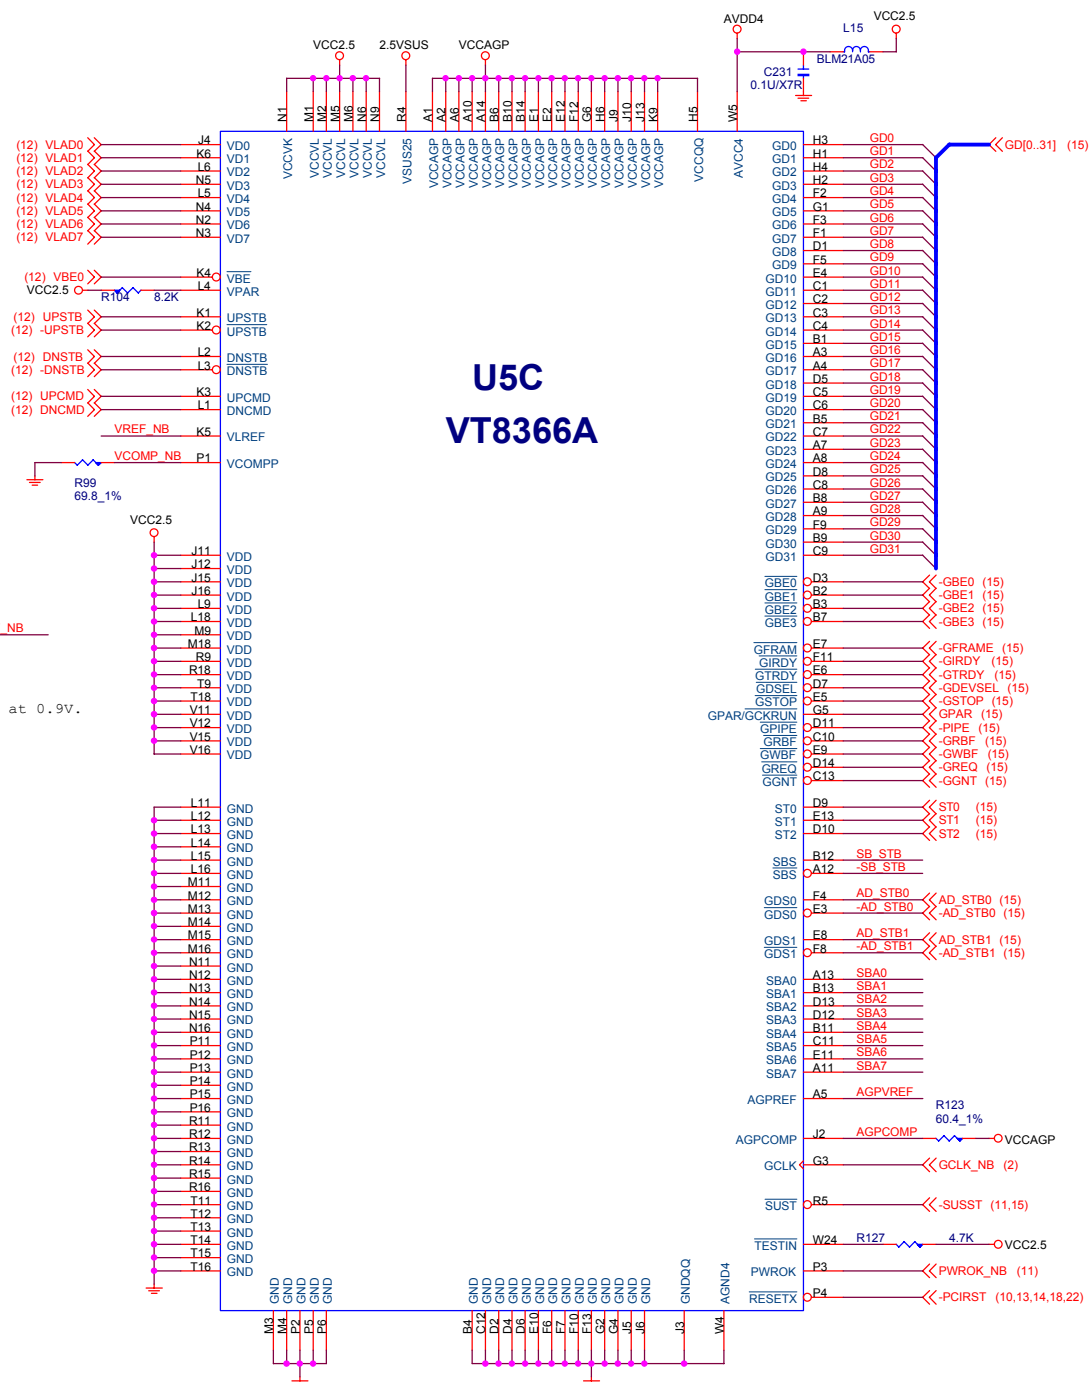 AVDD4
L15
VCC2.5
BLM21A05
C231
0.1U/X7R
VCC2.5
2.5VSUS
VCCAGP
N1 M1 M2 M5 M6 N6 N9 R4 A1 A2 A6 A10 A14 B6 B10 B14 E1 E2 E12 F12 G6 H6 J9 J10 J13 K9 H5 W5
VCCVK VCCVL VCCVL VCCVL VCCVL VCCVL VCCVL VSUS25 VCCAGP VCCAGP VCCAGP VCCAGP VCCAGP VCCAGP VCCAGP VCCAGP VCCAGP VCCAGP VCCAGP VCCAGP VCCAGP VCCAGP VCCAGP VCCAGP VCCAGP VCCAGP VCCQQ AVCC4
(12) VLAD0 J4 VD0
(12) VLAD1 K6 VD1
(12) VLAD2 L6 VD2
(12) VLAD3 N5 VD3
(12) VLAD4 L5 VD4
(12) VLAD5 N4 VD5
(12) VLAD6 N2 VD6
(12) VLAD7 N3 VD7
(12) VBE0 K4 VBE
VCC2.5 R104 8.2K L4 VPAR
(12) UPSTB K1 UPSTB
(12) -UPSTB K2 UPSTB
(12) DNSTB L2 DNSTB
(12) -DNSTB L3 DNSTB
(12) UPCMD K3 UPCMD
(12) DNCMD L1 DNCMD
VREF_NB K5 VLREF
VCOMP_NB P1 VCOMPP
R99
69.8_1%
VCC2.5
J11 VDD
J12 VDD
J15 VDD
J16 VDD
L9 VDD
L18 VDD
M9 VDD
M18 VDD
R9 VDD
R18 VDD
T9 VDD
T18 VDD
V11 VDD
V12 VDD
V15 VDD
V16 VDD
_NB
at 0.9V.
L11 GND
L12 GND
L13 GND
L14 GND
L15 GND
L16 GND
M11 GND
M12 GND
M13 GND
M14 GND
M15 GND
M16 GND
N11 GND
N12 GND
N13 GND
N14 GND
N15 GND
N16 GND
P11 GND
P12 GND
P13 GND
P14 GND
P15 GND
P16 GND
R11 GND
R12 GND
R13 GND
R14 GND
R15 GND
R16 GND
T11 GND
T12 GND
T13 GND
T14 GND
T15 GND
T16 GND
U5C
VT8366A
GD0 H3 GD0
GD[0..31] (15)
GD1 H1 GD1
GD2 H4 GD2
GD3 H2 GD3
GD4 F2 GD4
GD5 G1 GD5
GD6 F3 GD6
GD7 F1 GD7
GD8 D1 GD8
GD9 F5 GD9
GD10 E4 GD10
GD11 C1 GD11
GD12 C2 GD12
GD13 C3 GD13
GD14 C4 GD14
GD15 B1 GD15
GD16 A3 GD16
GD17 A4 GD17
GD18 D5 GD18
GD19 C5 GD19
GD20 C6 GD20
GD21 B5 GD21
GD22 C7 GD22
GD23 A7 GD23
GD24 A8 GD24
GD25 D8 GD25
GD26 C8 GD26
GD27 B8 GD27
GD28 A9 GD28
GD29 F9 GD29
GD30 B9 GD30
GD31 C9 GD31
GBE0 D3 -GBE0 (15)
GBE1 B2 -GBE1 (15)
GBE2 B3 -GBE2 (15)
GBE3 B7 -GBE3 (15)
GFRAM E7 -GFRAME (15)
GIRDY F11 -GIRDY (15)
GTRDY E6 -GTRDY (15)
GDSEL D7 -GDEVSEL (15)
GSTOP E5 -GSTOP (15)
GPAR/GCKRUN G5 GPAR (15)
GPIPE D11 -PIPE (15)
GRBF C10 -GRBF (15)
GWBF E9 -GWBF (15)
GREQ D14 -GREQ (15)
GGNT C13 -GGNT (15)
ST0 D9 ST0 (15)
ST1 E13 ST1 (15)
ST2 D10 ST2 (15)
SBS B12 SB_STB
SBS A12 -SB_STB
GDS0 F4 AD_STB0 AD_STB0 (15)
GDS0 E3 -AD_STB0 -AD_STB0 (15)
GDS1 E8 AD_STB1 AD_STB1 (15)
GDS1 F8 -AD_STB1 -AD_STB1 (15)
SBA0 A13 SBA0
SBA1 B13 SBA1
SBA2 D13 SBA2
SBA3 D12 SBA3
SBA4 B11 SBA4
SBA5 C11 SBA5
SBA6 E11 SBA6
SBA7 A11 SBA7
AGPREF A5 AGPVREF
R123
60.4_1%
AGPCOMP J2 AGPCOMP VCCAGP
GCLK G3 GCLK_NB (2)
SUST R5 -SUSST (11,15)
TESTIN W24 R127 4.7K VCC2.5
PWROK P3 PWROK_NB (11)
RESETX P4 -PCIRST (10,13,14,18,22)
GND GND GND GND GND GND GND GND GND GND GND GND GND GND GND GND GND GND GND GNDQQ AGND4
M3 M4 P2 P5 P6 B4 C12 D2 D4 D6 E10 F6 F7 F10 F13 G2 G4 J5 J6 J3 W4